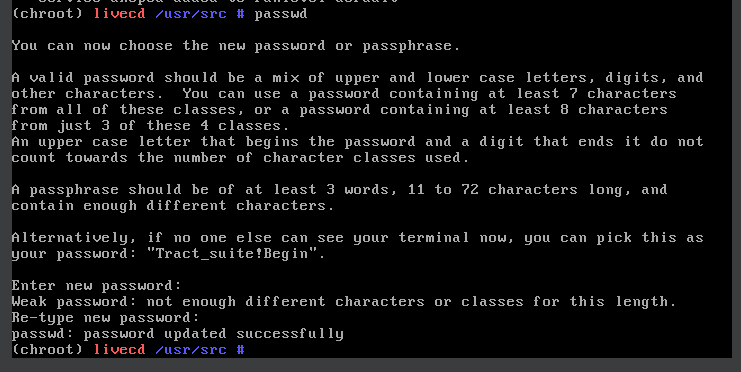 (chroot) livecd /usr/src # passwd
You can now choose the new password or passphrase.
A valid password should be a mix of upper and lower case letters, digits, and
other characters.  You can use a password containing at least 7 characters
from all of these classes, or a password containing at least 8 characters
from just 3 of these 4 classes.
An upper case letter that begins the password and a digit that ends it do not
count towards the number of character classes used.
A passphrase should be of at least 3 words, 11 to 72 characters long, and
contain enough different characters.
Alternatively, if no one else can see your terminal now, you can pick this as
your password: "Tract_suite!Begin".
Enter new password:
Weak password: not enough different characters or classes for this length.
Re-type new password:
passwd: password updated successfully
(chroot) livecd /usr/src #